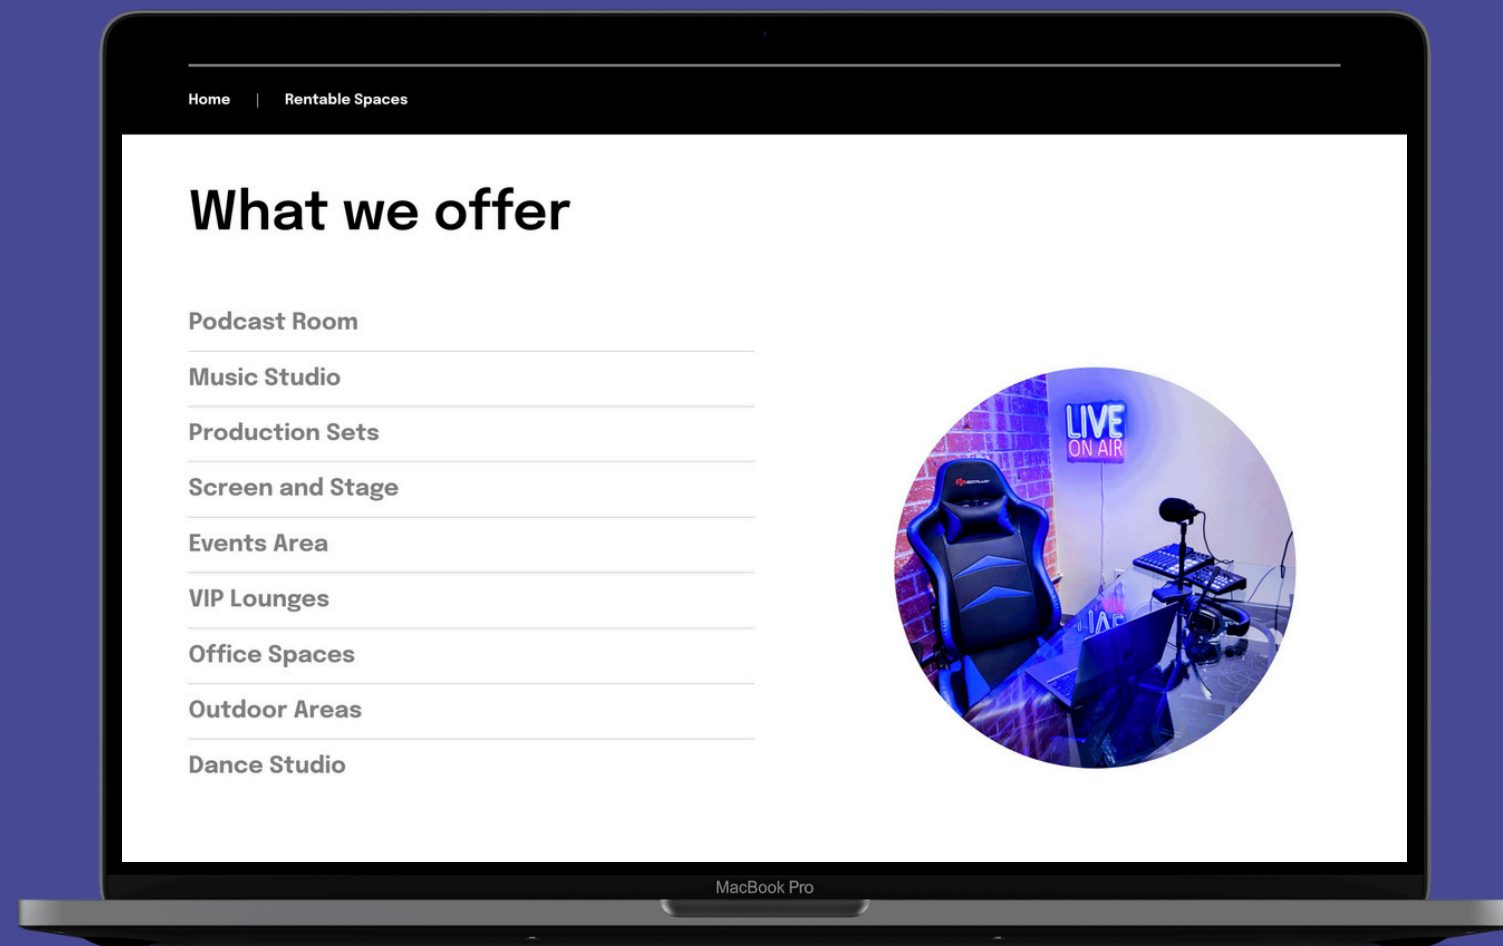 Home | Rentable Spaces
What we offer
Podcast Room
Music Studio
Production Sets
Screen and Stage
Events Area
VIP Lounges
Office Spaces
Outdoor Areas
Dance Studio
LIVE
ON AIR
MacBook Pro